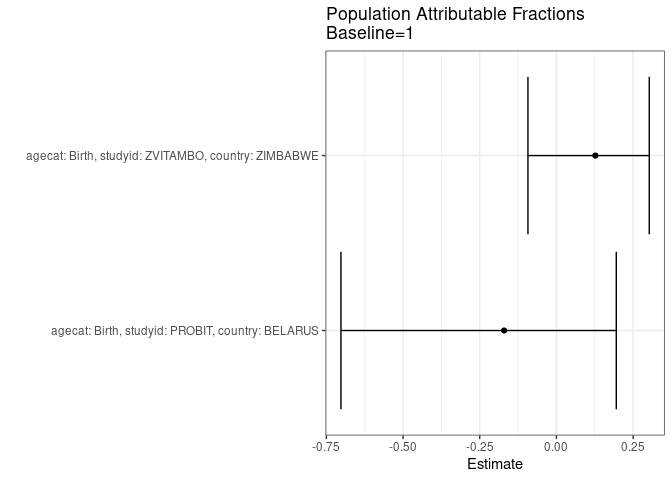 Population Attributable Fractions
Baseline=1
agecat: Birth, studyid: ZVITAMBO, country: ZIMBABWE
agecat: Birth, studyid: PROBIT, country: BELARUS
-0.75 -0.50 -0.25 0.00 0.25
Estimate